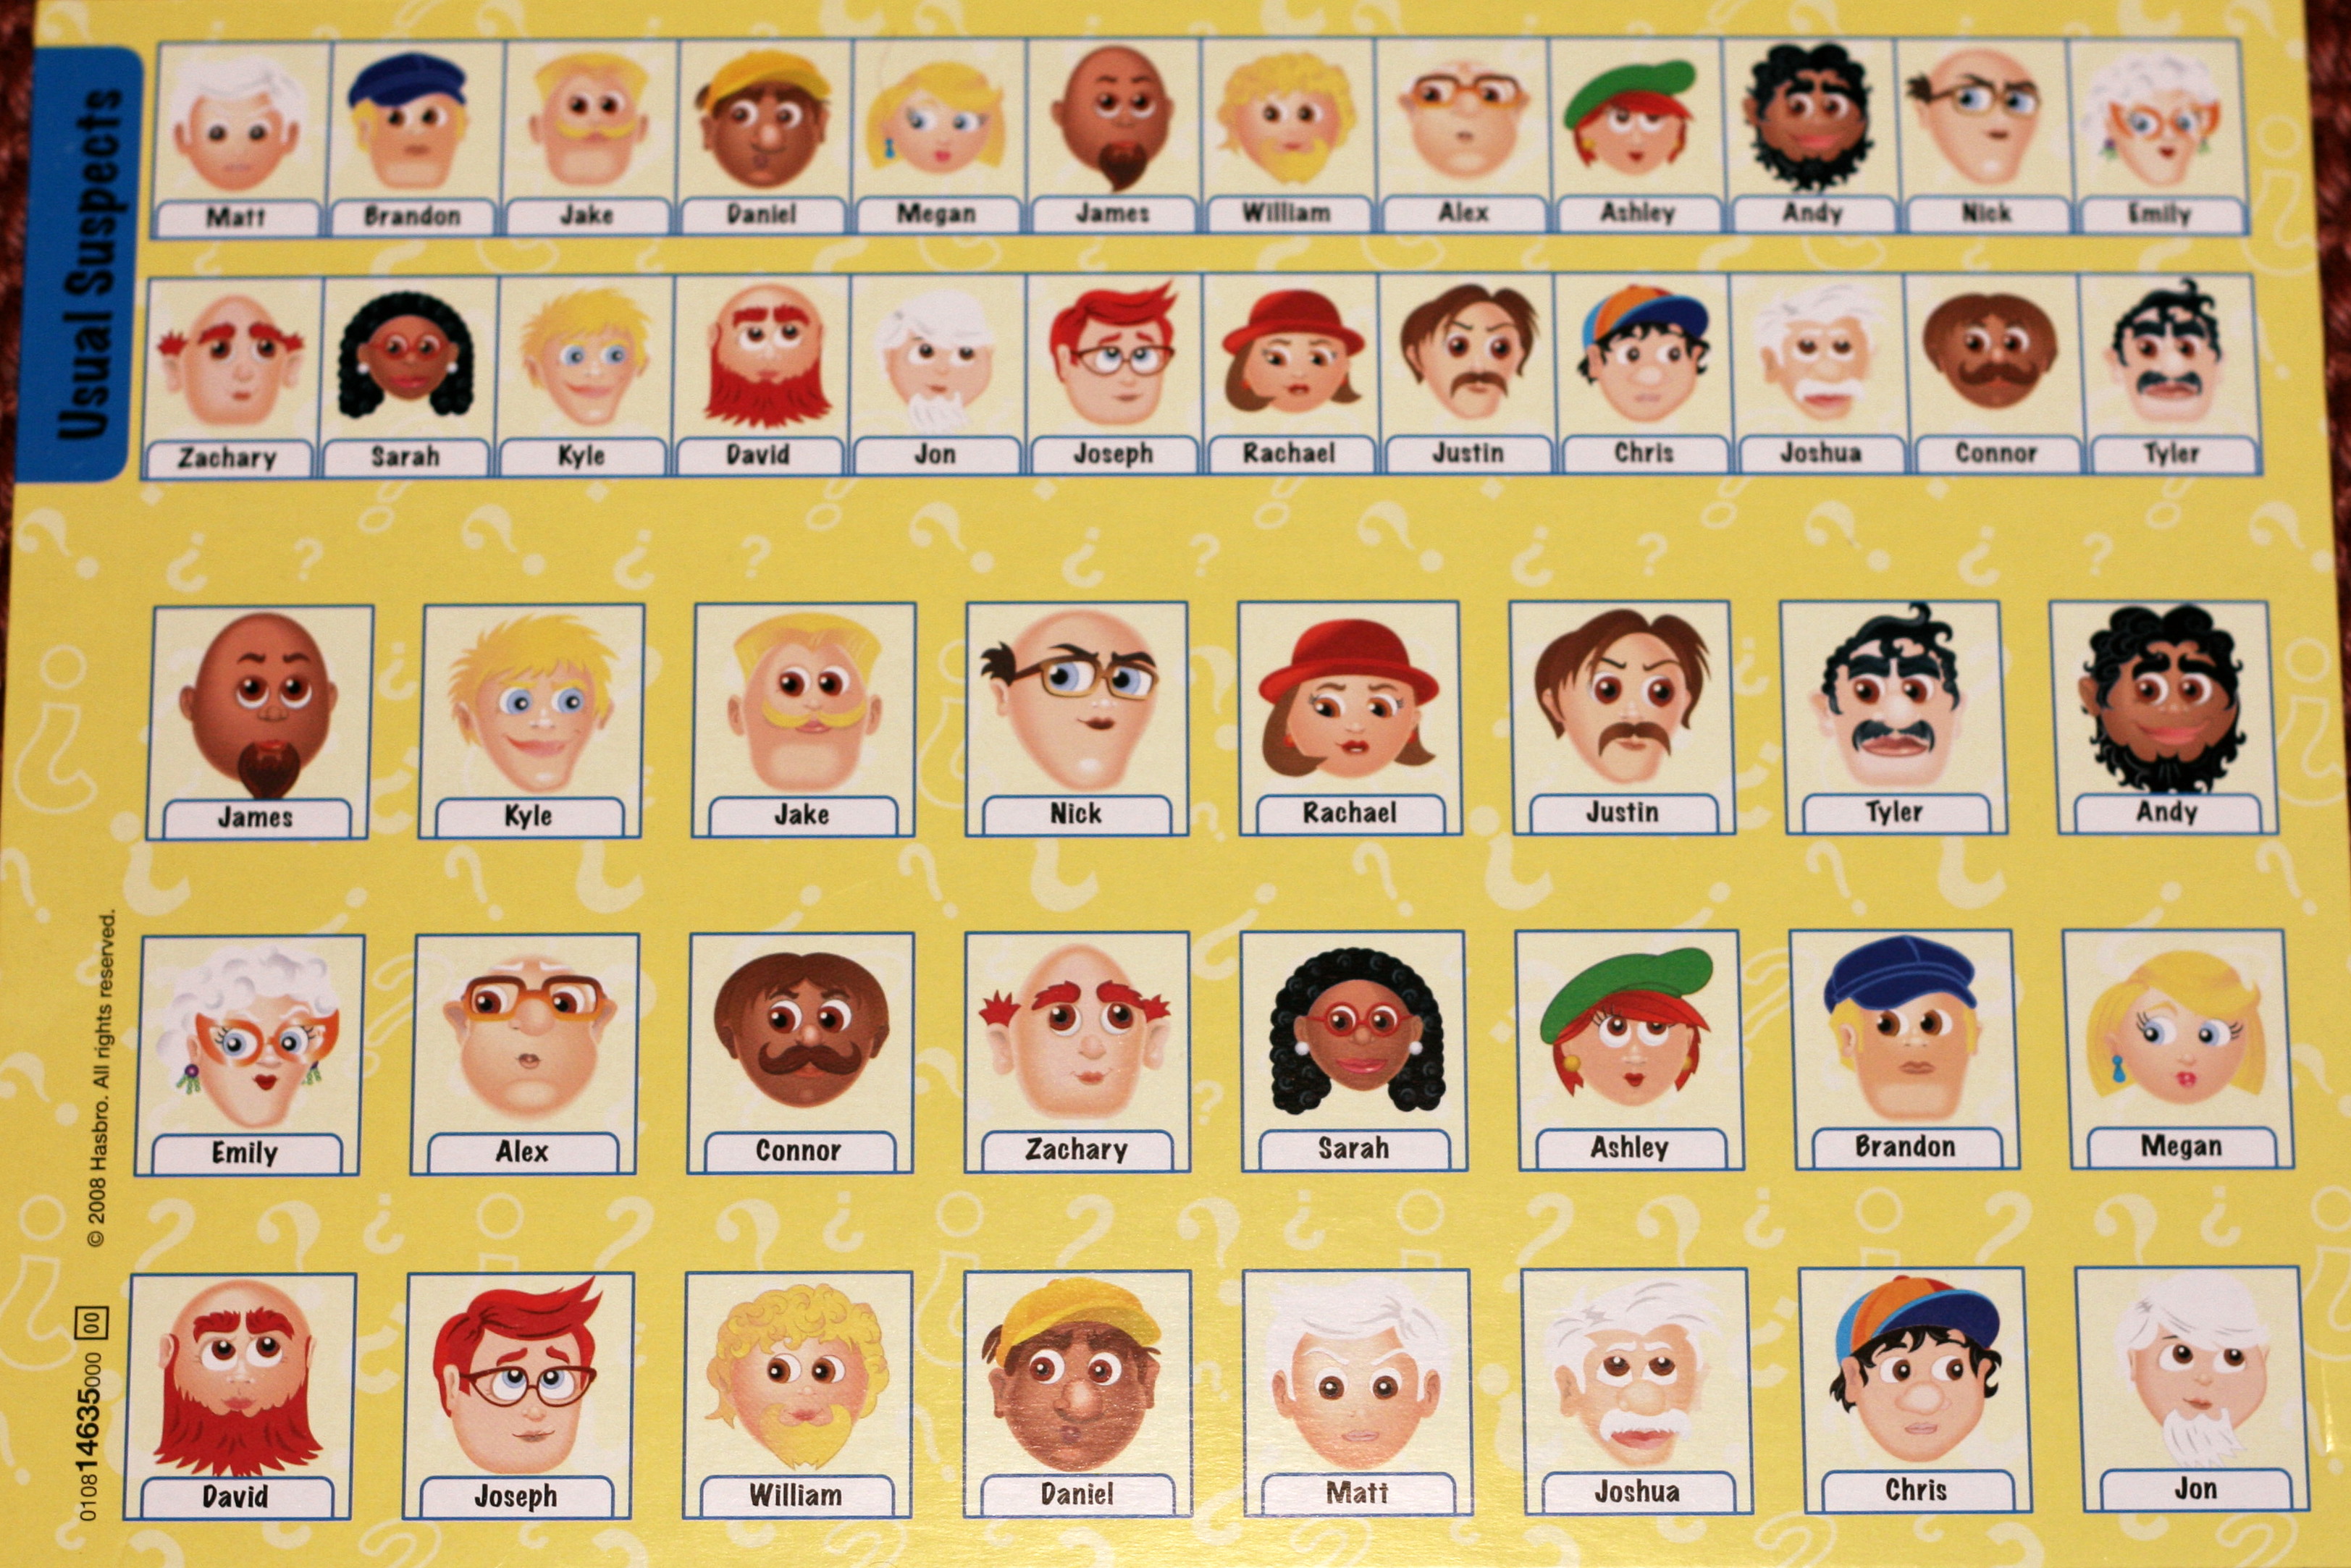 Usual Suspects
Matt Brandon Jake Daniel Megan James William Alex Ashley Andy Nick Emily
Zachary Sarah Kyle David Jon Joseph Rachael Justin Chris Joshua Connor Tyler
James Kyle Jake Nick Rachael Justin Tyler Andy
Emily Alex Connor Zachary Sarah Ashley Brandon Megan
David Joseph William Daniel Matt Joshua Chris Jon
© 2008 Hasbro. All rights reserved.
010814635000 00